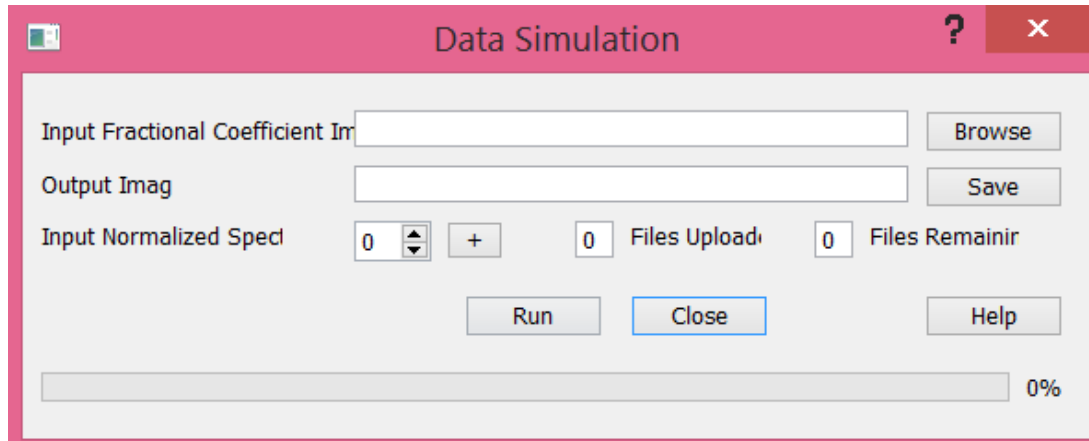 Data Simulation ? x
Input Fractional Coefficient Im Browse
Output Imag Save
Input Normalized Spect 0 + 0 Files Uploade 0 Files Remainir
Run Close Help
0%